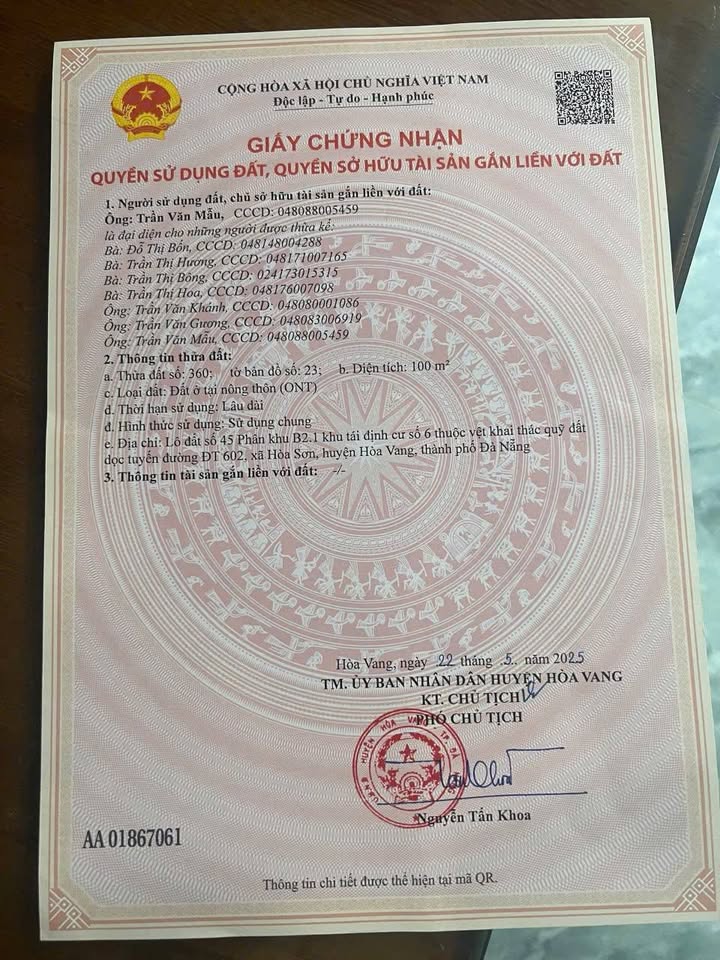 CỘNG HÒA XÃ HỘI CHỦ NGHĨA VIỆT NAM
Độc lập - Tự do - Hạnh phúc
GIẤY CHỨNG NHẬN
QUYỀN SỬ DỤNG ĐẤT, QUYỀN SỞ HỮU TÀI SẢN GẮN LIỀN VỚI ĐẤT
1. Người sử dụng đất, chủ sở hữu tài sản gắn liền với đất:
Ông: Trần Văn Mẫu, CCCD: 048088005459
là đại diện cho những người được thừa kế:
Bà: Đỗ Thị Bốn, CCCD: 048148004288
Bà: Trần Thị Hương, CCCD: 048171007165
Bà: Trần Thị Bông, CCCD: 024173015315
Bà: Trần Thị Hoa, CCCD: 048176007098
Ông: Trần Văn Khánh, CCCD: 048080001086
Ông: Trần Văn Gương, CCCD: 048083006919
Ông: Trần Văn Mẫu, CCCD: 048088005459
2. Thông tin thửa đất:
a. Thửa đất số: 360; tờ bản đồ số: 23; b. Diện tích: 100 m²
c. Loại đất: Đất ở tại nông thôn (ONT)
d. Thời hạn sử dụng: Lâu dài
đ. Hình thức sử dụng: Sử dụng chung
e. Địa chỉ: Lô đất số 45 Phân khu B2.1 khu tái định cư số 6 thuộc vệt khai thác quỹ đất
dọc tuyến đường ĐT 602, xã Hòa Sơn, huyện Hòa Vang, thành phố Đà Nẵng
3. Thông tin tài sản gắn liền với đất: -/-
Hòa Vang, ngày 22 tháng .5.. năm 2025
TM. ỦY BAN NHÂN DÂN HUYỆN HÒA VANG
KT. CHỦ TỊCH
PHÓ CHỦ TỊCH
HUYỆN HÒA VANG
Nguyễn Tấn Khoa
AA 01867061
Thông tin chi tiết được thể hiện tại mã QR.